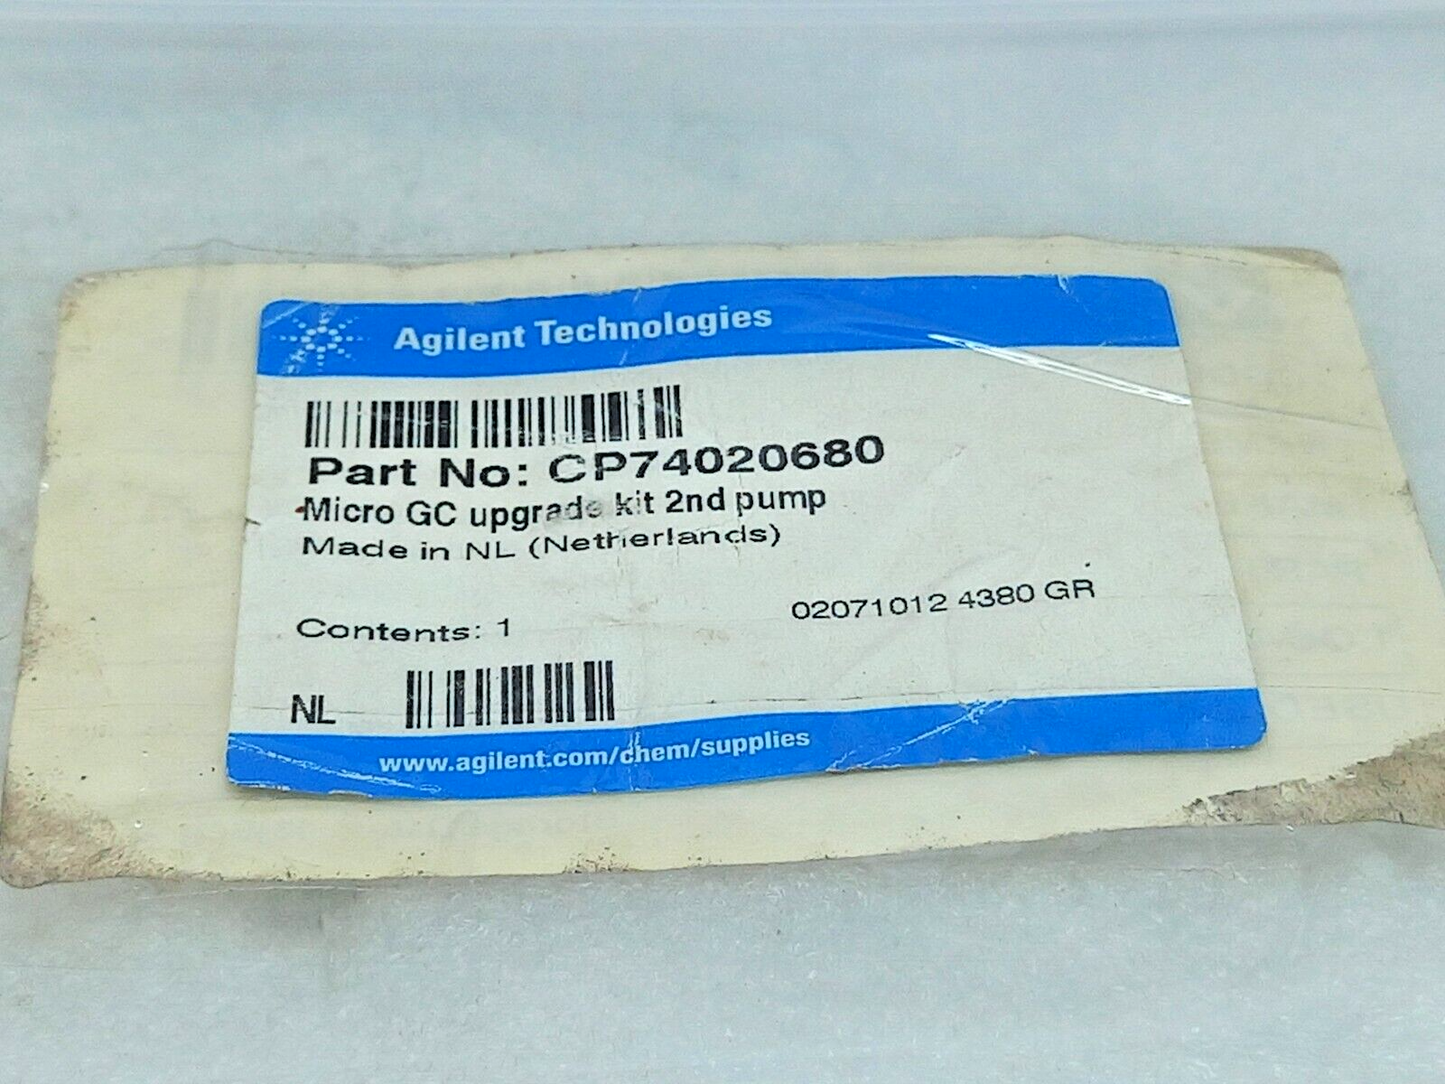 Agilent Technologies
Part No: CP74020680
Micro GC upgrade kit 2nd pump
Made in NL (Netherlands)
02071012 4380 GR
Contents: 1
NL
www.agilent.com/chem/supplies